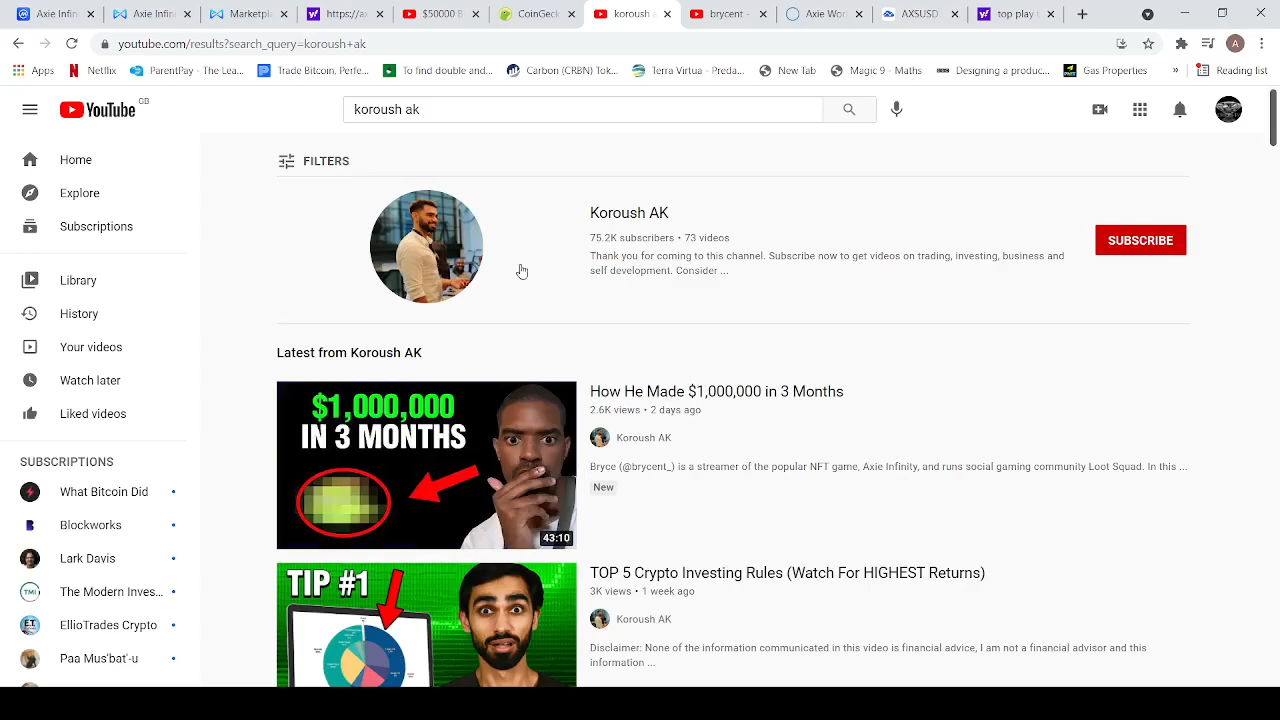 Axie Infin
Axie Infin
Marketpla
https://ax
$50000 B
CoinGeck
koroush a
brycent -
Axie Wor
AXSUSD
top play t
youtube.com/results?search_query=koroush+ak
A
Apps
Netflix
ParentPay - The Lea...
Trade Bitcoin, Perfe...
To find double and...
Carbon (CRBN) Tok...
Terra Virtua - Polka...
New Tab
Magic 9 - Maths
Designing a produc...
Gas Properties
»
Reading list
YouTube GB
koroush ak
FILTERS
Home
Explore
Subscriptions
Library
History
Your videos
Watch later
Liked videos
SUBSCRIPTIONS
What Bitcoin Did
Blockworks
Lark Davis
TMI
The Modern Inves...
ET
EllioTrades Crypto
Paa Mus'bat'-u
Koroush AK
75.2K subscribers • 73 videos
Thank you for coming to this channel. Subscribe now to get videos on trading, investing, business and
self development. Consider ...
SUBSCRIBE
Latest from Koroush AK
$1,000,000
IN 3 MONTHS
43:10
How He Made $1,000,000 in 3 Months
2.6K views • 2 days ago
Koroush AK
Bryce (@brycent_) is a streamer of the popular NFT game, Axie Infinity, and runs social gaming community Loot Squad. In this ...
New
TIP #1
TOP 5 Crypto Investing Rules (Watch For HIGHEST Returns)
3K views • 1 week ago
Koroush AK
Disclaimer: None of the information communicated in this video is financial advice, I am not a financial advisor and this
information ...